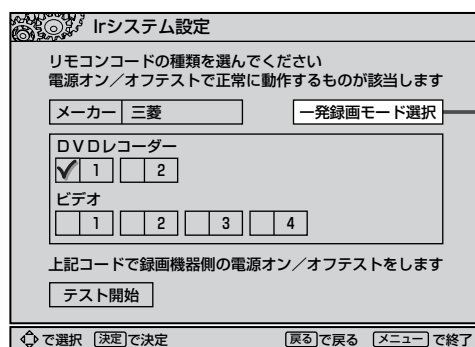 Irシステム設定
リモコンコードの種類を選んでください
電源オン／オフテストで正常に動作するものが該当します
メーカー 三菱 一発録画モード選択
ＤＶＤレコーダー
1 2
ビデオ
1 2 3 4
上記コードで録画機器側の電源オン／オフテストをします
テスト開始
で選択 決定 で決定 戻る で戻る メニュー で終了